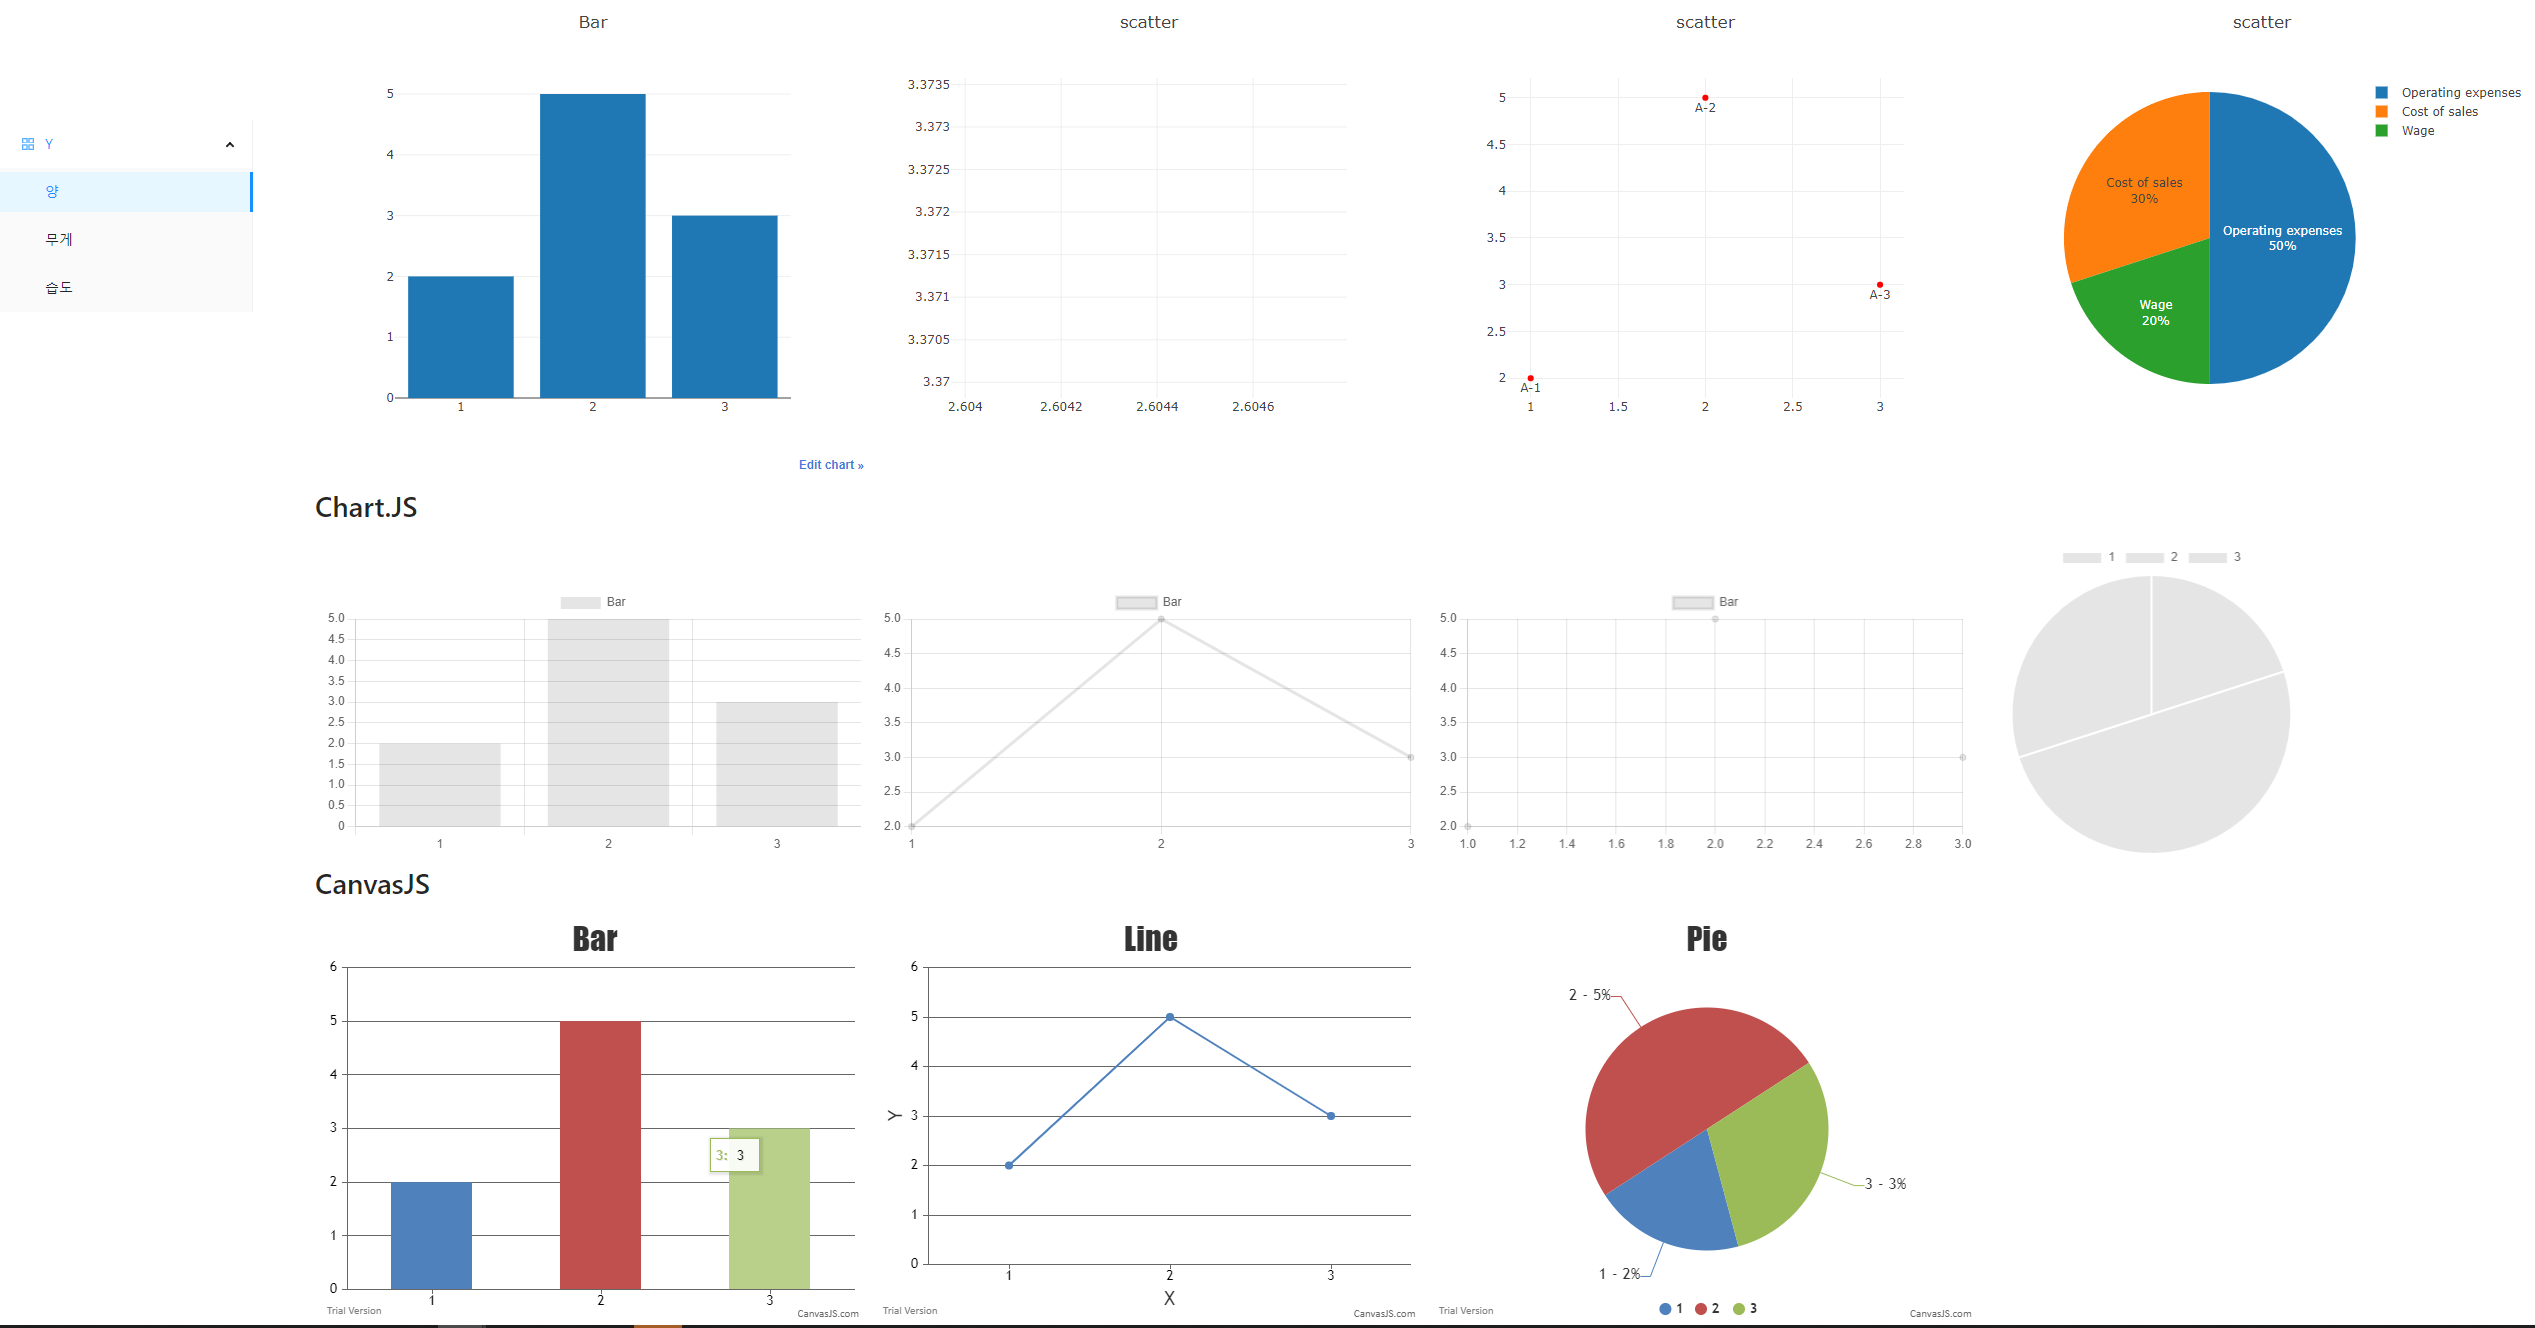 Bar
scatter
scatter
scatter
Y
양
무게
습도
5
4
3
2
1
0
1 2 3
3.3735
3.373
3.3725
3.372
3.3715
3.371
3.3705
3.37
2.604 2.6042 2.6044 2.6046
5
4.5
4
3.5
3
2.5
2
A-2
A-3
A-1
1 1.5 2 2.5 3
Operating expenses
Cost of sales
Wage
Cost of sales
30%
Operating expenses
50%
Wage
20%
Edit chart »
Chart.JS
Bar
5.0
4.5
4.0
3.5
3.0
2.5
2.0
1.5
1.0
0.5
0
1 2 3
Bar
5.0
4.5
4.0
3.5
3.0
2.5
2.0
1 2 3
Bar
5.0
4.5
4.0
3.5
3.0
2.5
2.0
1.0 1.2 1.4 1.6 1.8 2.0 2.2 2.4 2.6 2.8 3.0
1 2 3
CanvasJS
Bar
6
5
4
3
2
1
0
3: 3
1 2 3
Trial Version
CanvasJS.com
Line
6
5
4
3
2
1
0
Y
1 2 3
X
Trial Version
CanvasJS.com
Pie
2 - 5%
3 - 3%
1 - 2%
1 2 3
Trial Version
CanvasJS.com